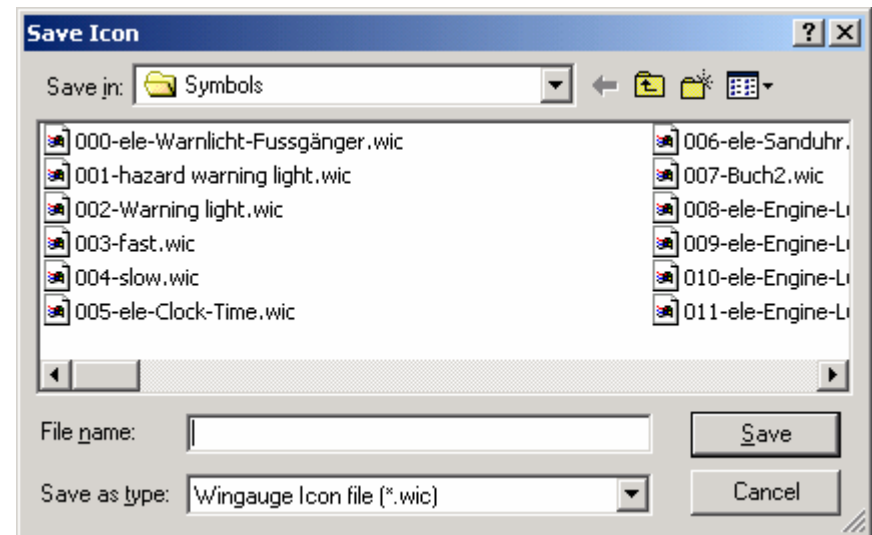 Save Icon
Save in: Symbols
000-ele-Warnlicht-Fussgänger.wic
001-hazard warning light.wic
002-Warning light.wic
003-fast.wic
004-slow.wic
005-ele-Clock-Time.wic
006-ele-Sanduhr.
007-Buch2.wic
008-ele-Engine-
009-ele-Engine-
010-ele-Engine-
011-ele-Engine-
File name:
Save
Save as type: Wingauge Icon file (*.wic)
Cancel